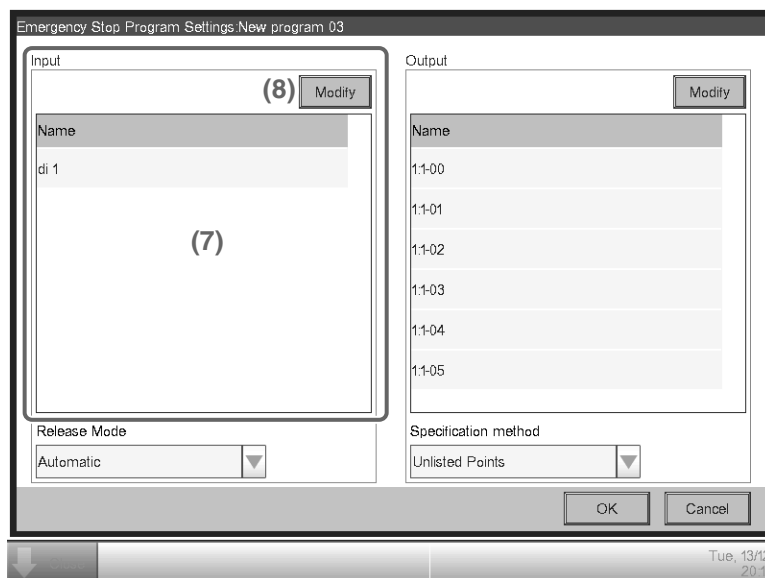 Emergency Stop Program Settings:New program 03
Input
(8) Modify
Name
di 1
(7)
Release Mode
Automatic
Output
Modify
Name
1:1-00
1:1-01
1:1-02
1:1-03
1:1-04
1:1-05
Specification method
Unlisted Points
OK
Cancel
Tue, 13/12
20:1